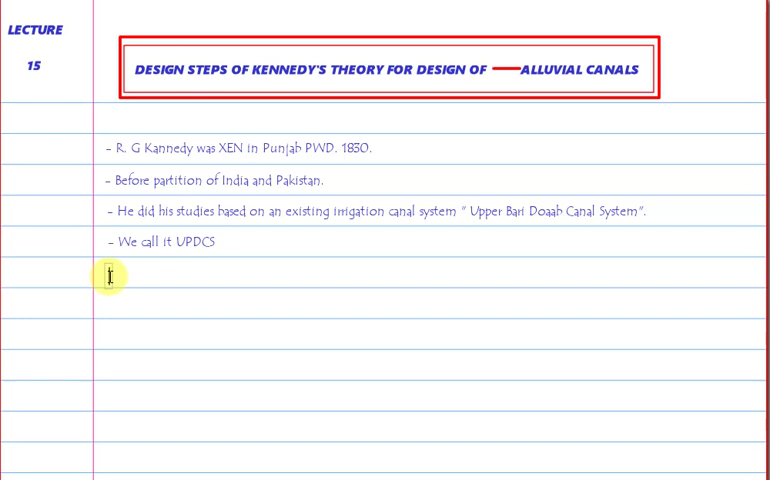 LECTURE
15
DESIGN STEPS OF KENNEDY'S THEORY FOR DESIGN OF ALLUVIAL CANALS
- R. G Kannedy was XEN in Punjab PWD. 1830.
- Before partition of India and Pakistan.
- He did his studies based on an existing irrigation canal system " Upper Bari Doaab Canal System".
- We call it UPDCS